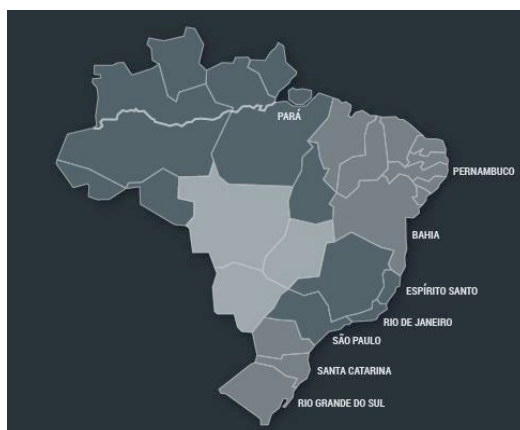 PARÁ
PERNAMBUCO
BAHIA
ESPÍRITO SANTO
RIO DE JANEIRO
SÃO PAULO
SANTA CATARINA
RIO GRANDE DO SUL